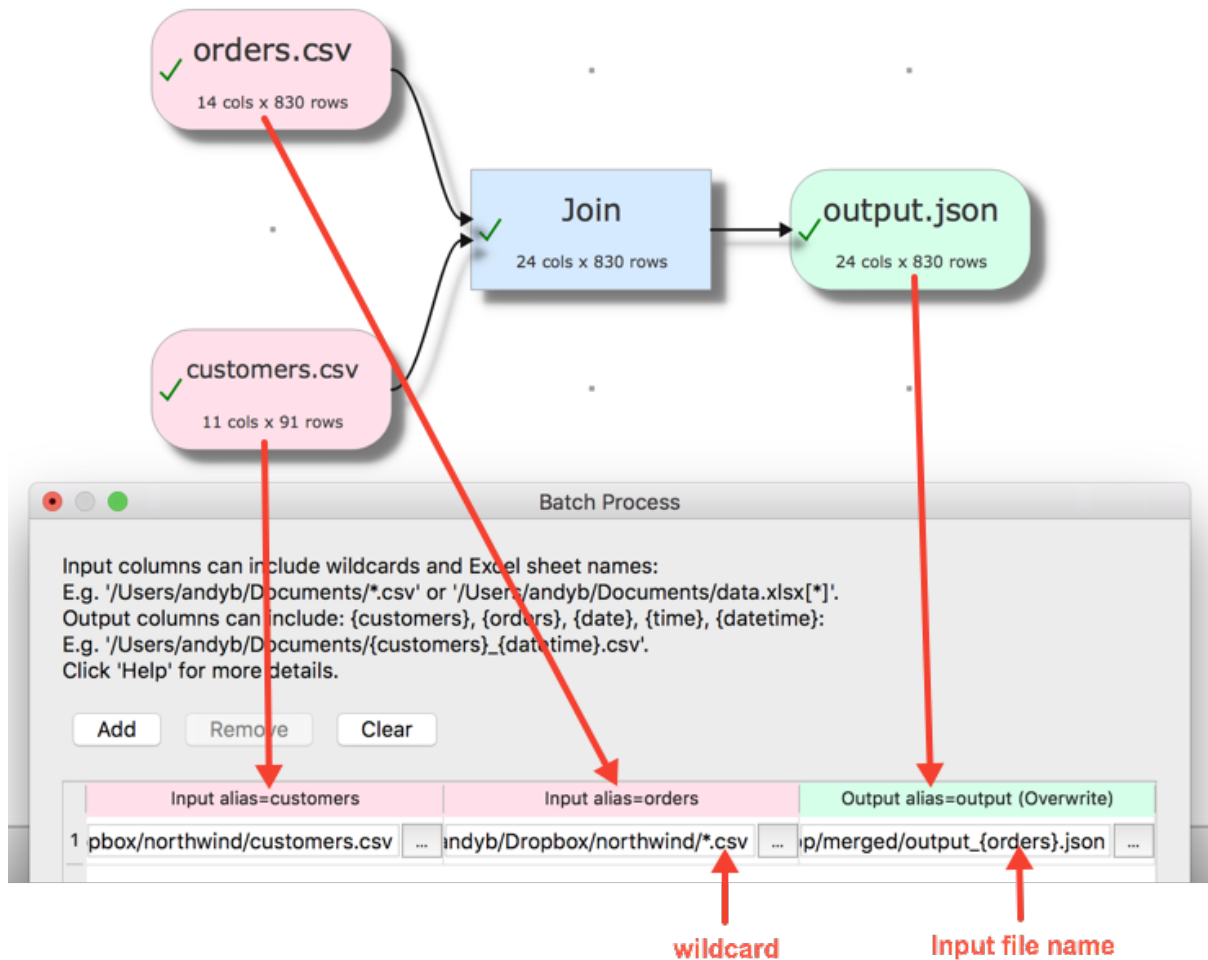 orders.csv
14 cols x 830 rows
Join
24 cols x 830 rows
output.json
24 cols x 830 rows
customers.csv
11 cols x 91 rows
Batch Process
Input columns can include wildcards and Excel sheet names:
E.g. '/Users/andyb/Documents/*.csv' or '/Users/andyb/Documents/data.xlsx[*]'.
Output columns can include: {customers}, {orders}, {date}, {time}, {datetime}:
E.g. '/Users/andyb/Documents/{customers}_{datetime}.csv'.
Click 'Help' for more details.
Add Remove Clear
Input alias=customers Input alias=orders Output alias=output (Overwrite)
1 pbox/northwind/customers.csv ... andyb/Dropbox/northwind/*.csv ... p/merged/output_{orders}.json ...
wildcard Input file name